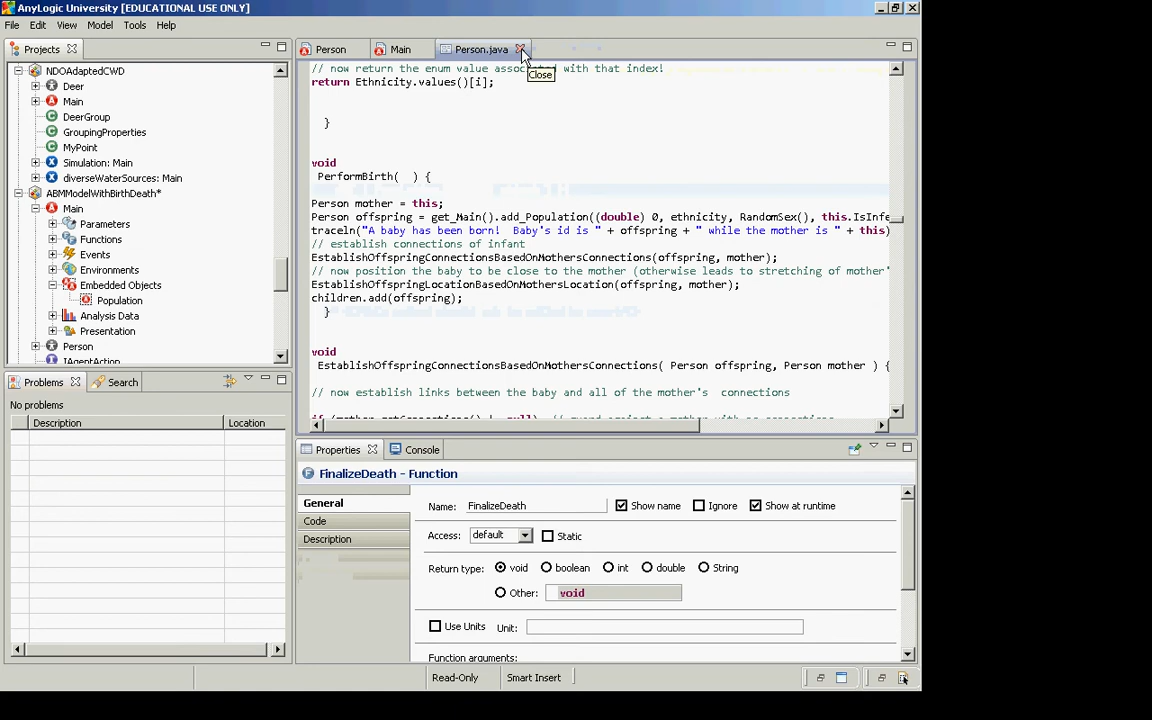 AnyLogic University (EDUCATIONAL USE ONLY)
File Edit View Model Tools Help
Projects
NDOAdaptedCWD
Deer
Main
DeerGroup
GroupingProperties
MyPoint
Simulation: Main
diverseWaterSources: Main
ABMModelWithBirthDeath*
Main
Parameters
Functions
Events
Environments
Embedded Objects
Population
Analysis Data
Presentation
Person
IAgentAction
Problems Search
No problems
Description Location
Person Main Person.java
Close
// now return the enum value associated with that index!
return Ethnicity.values()[i];
}
void
PerformBirth( ) {
Person mother = this;
Person offspring = get_Main().add_Population((double) 0, ethnicity, RandomSex(), this.IsInfe
traceln("A baby has been born! Baby's id is " + offspring + " while the mother is " + this)
// establish connections of infant
EstablishOffspringConnectionsBasedOnMothersConnections(offspring, mother);
// now position the baby to be close to the mother (otherwise leads to stretching of mother'
EstablishOffspringLocationBasedOnMothersLocation(offspring, mother);
children.add(offspring);
}
void
EstablishOffspringConnectionsBasedOnMothersConnections( Person offspring, Person mother ) {
// now establish links between the baby and all of the mother's connections
Properties Console
FinalizeDeath - Function
General
Code
Description
Name: FinalizeDeath Show name Ignore Show at runtime
Access: default Static
Return type: void boolean int double String
Other: void
Use Units Unit:
Function arguments:
Read-Only Smart Insert